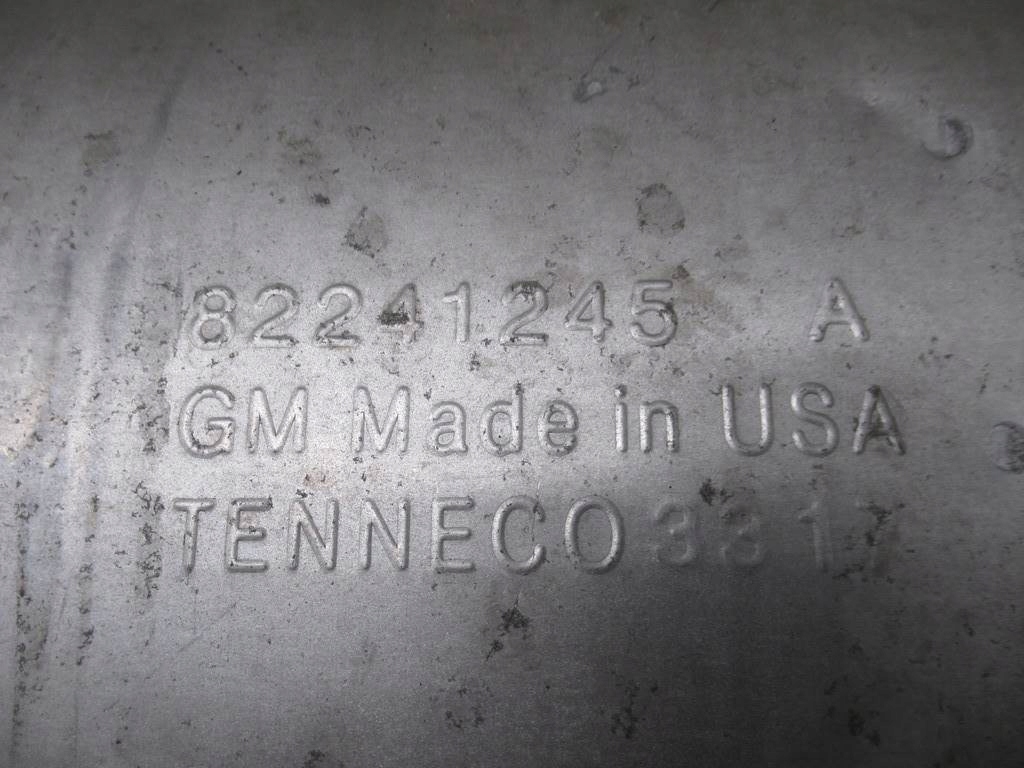 82241245 A
GM Made in USA
TENNECO 3317